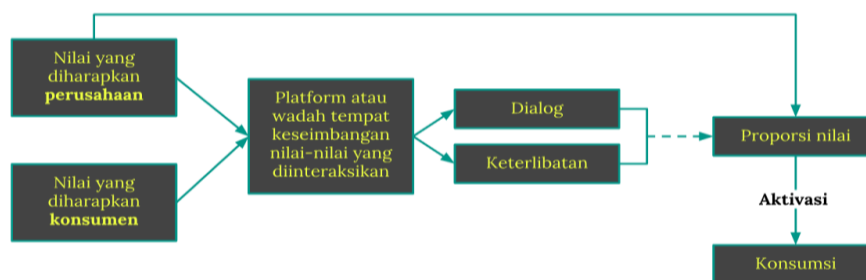 Nilai yang
diharapkan
perusahaan
Nilai yang
diharapkan
konsumen
Platform atau
wadah tempat
keseimbangan
nilai-nilai yang
diinteraksikan
Dialog
Keterlibatan
Proporsi nilai
Aktivasi
Konsumsi